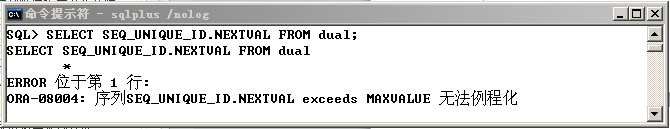 命令提示符 - sqlplus /nolog
SQL> SELECT SEQ_UNIQUE_ID.NEXTVAL FROM dual;
SELECT SEQ_UNIQUE_ID.NEXTVAL FROM dual
*
ERROR 位于第 1 行:
ORA-08004: 序列SEQ_UNIQUE_ID.NEXTVAL exceeds MAXVALUE 无法例程化